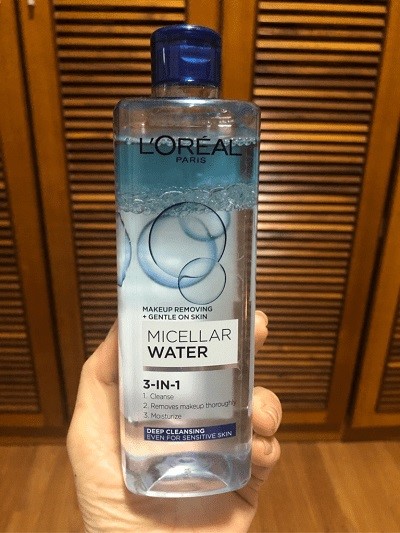 L'ORÉAL
PARIS
MAKEUP REMOVING
+ GENTLE ON SKIN
MICELLAR
WATER
3-IN-1
1. Cleanse
2. Removes makeup thoroughly
3. Moisturize
DEEP CLEANSING
EVEN FOR SENSITIVE SKIN